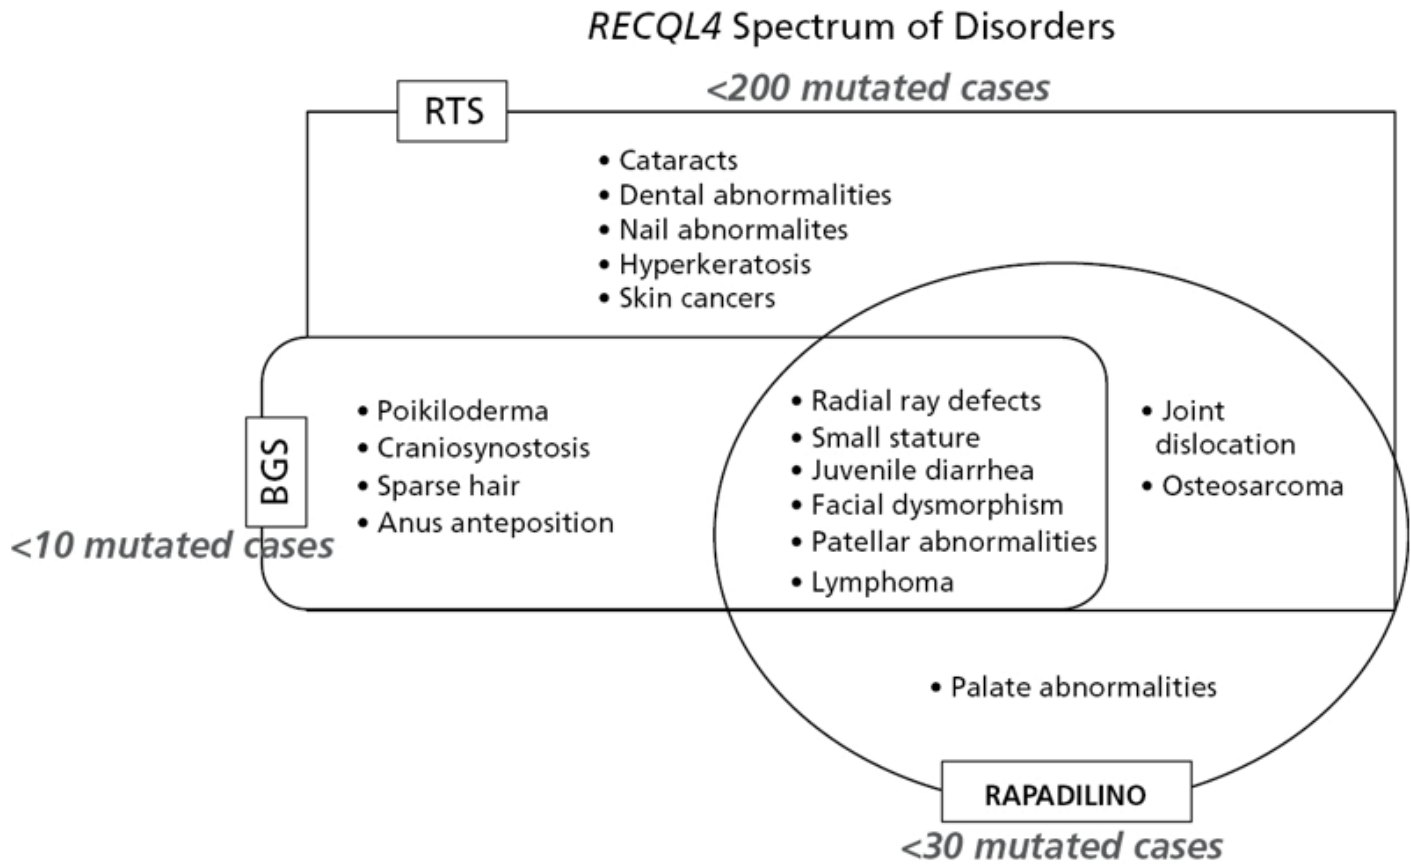 RECQL4 Spectrum of Disorders
<200 mutated cases
RTS
• Cataracts
• Dental abnormalities
• Nail abnormalites
• Hyperkeratosis
• Skin cancers
BGS
<10 mutated cases
• Poikiloderma
• Craniosynostosis
• Sparse hair
• Anus anteposition
• Radial ray defects
• Small stature
• Juvenile diarrhea
• Facial dysmorphism
• Patellar abnormalities
• Lymphoma
• Joint
dislocation
• Osteosarcoma
• Palate abnormalities
RAPADILINO
<30 mutated cases